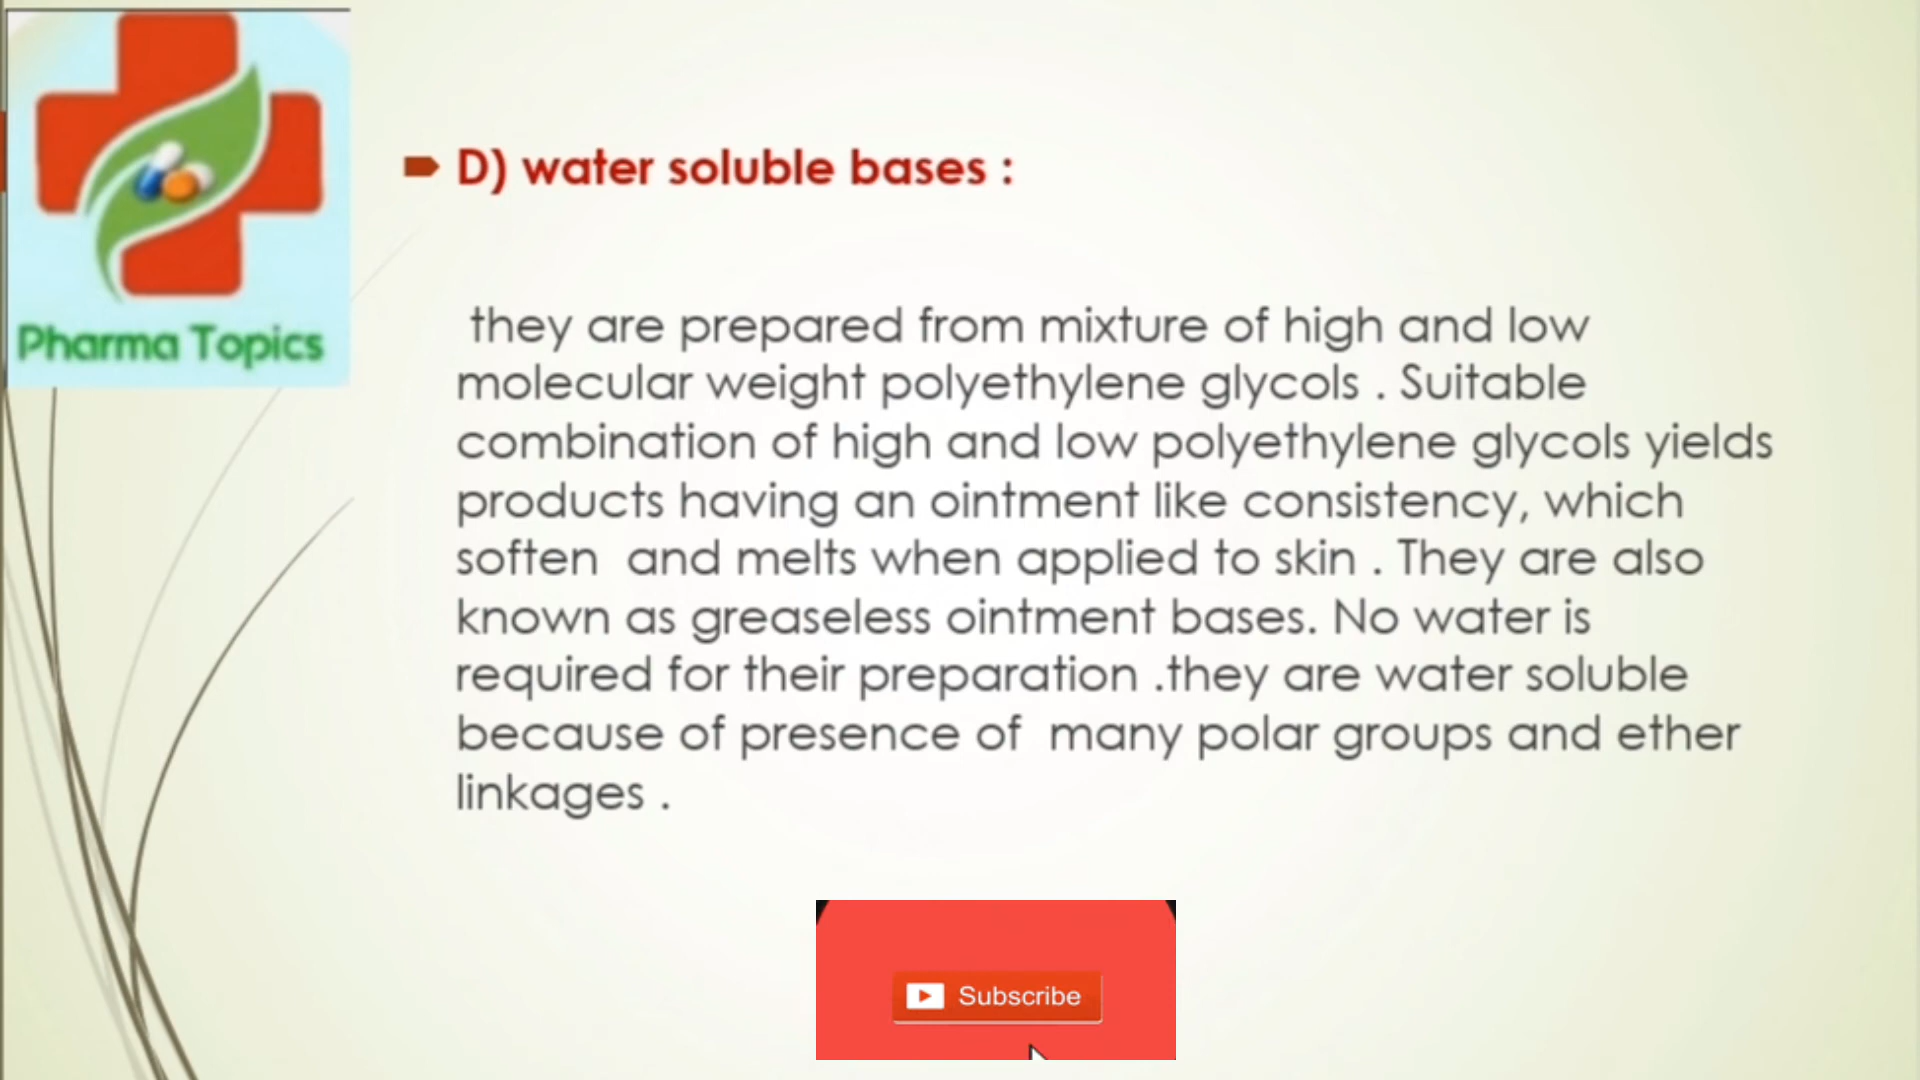 Pharma Topics
D) water soluble bases :
they are prepared from mixture of high and low
molecular weight polyethylene glycols . Suitable
combination of high and low polyethylene glycols yields
products having an ointment like consistency, which
soften  and melts when applied to skin . They are also
known as greaseless ointment bases. No water is
required for their preparation .they are water soluble
because of presence of  many polar groups and ether
linkages .
Subscribe